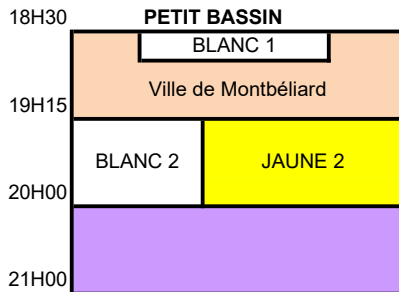 18H30 PETIT BASSIN
BLANC 1
Ville de Montbéliard
19H15
BLANC 2 JAUNE 2
20H00
21H00